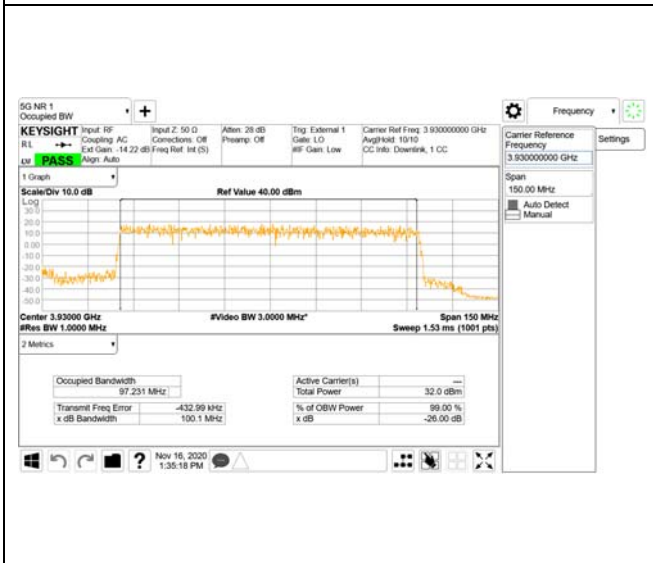 5G NR 1
Occupied BW
Frequency
KEYSIGHT
R L
PASS
Input: RF
Coupling: AC
Ext Gain: -14.22 dB
Align: Auto
Input Z: 50 Ω
Corrections: Off
Freq Ref: Int (S)
Atten: 28 dB
Preamp: Off
Trig: External 1
Gate: LO
#IF Gain: Low
Carrier Ref Freq: 3.930000000 GHz
Avg|Hold: 10/10
CC Info: Downlink, 1 CC
Carrier Reference
Frequency
3.930000000 GHz
Settings
Span
150.00 MHz
Auto Detect
Manual
1 Graph
Scale/Div 10.0 dB
Ref Value 40.00 dBm
Log
30.0
20.0
10.0
0.00
-10.0
-20.0
-30.0
-40.0
-50.0
Center 3.93000 GHz
#Video BW 3.0000 MHz*
Span 150 MHz
#Res BW 1.0000 MHz
Sweep 1.53 ms (1001 pts)
2 Metrics
Occupied Bandwidth
97.231 MHz
Active Carrier(s) ---
Total Power 32.0 dBm
Transmit Freq Error -432.99 kHz
% of OBW Power 99.00 %
x dB Bandwidth 100.1 MHz
x dB -26.00 dB
?
Nov 16, 2020
1:35:18 PM